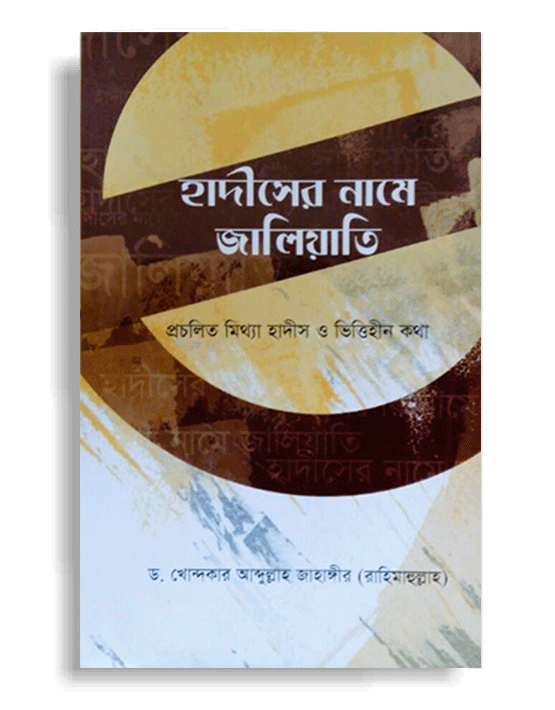 হাদীসের নামে
জালিয়াতি
প্রচলিত মিথ্যা হাদীস ও ভিত্তিহীন কথা
হাদীসের
নামে জালিয়াতি
হাদীসের নামে
ড. খোন্দকার আব্দুল্লাহ জাহাঙ্গীর (রাহিমাহুল্লাহ)